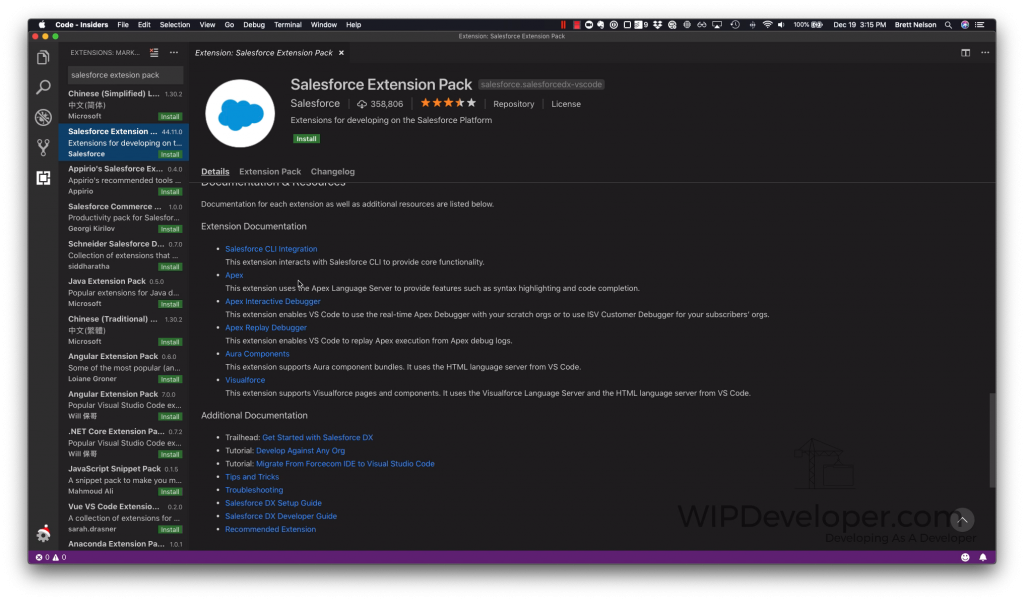 Code - Insiders File Edit Selection View Go Debug Terminal Window Help
9 100% Dec 19 3:15 PM Brett Nelson
Extension: Salesforce Extension Pack
EXTENSIONS: MARK...
salesforce extesion pack
Chinese (Simplified) L... 1.30.2
中文(简体)
Microsoft Install
Salesforce Extension ... 44.11.0
Extensions for developing on t...
Salesforce Install
Appirio's Salesforce Ex... 0.4.0
Appirio's recommended tools ...
Appirio Install
Salesforce Commerce ... 1.0.0
Productivity pack for Salesfor...
Georgi Kirilov Install
Schneider Salesforce D... 0.7.0
Collection of extensions that ...
siddharatha Install
Java Extension Pack 0.5.0
Popular extensions for Java d...
Microsoft Install
Chinese (Traditional) ... 1.30.2
中文(繁體)
Microsoft Install
Angular Extension Pack 0.6.0
Some of the most popular (an...
Loiane Groner Install
Angular Extension Pack 7.0.0
Popular Visual Studio Code ex...
Will 保哥 Install
.NET Core Extension Pa... 0.7.2
Popular Visual Studio Code ex...
Will 保哥 Install
JavaScript Snippet Pack 0.1.5
A snippet pack to make you m...
Mahmoud Ali Install
Vue VS Code Extensio... 0.2.0
A collection of extensions for ...
sarah.drasner Install
Anaconda Extension Pa... 1.0.1
Extension: Salesforce Extension Pack
Salesforce Extension Pack salesforce.salesforcedx-vscode
Salesforce 358,806 Repository License
Extensions for developing on the Salesforce Platform
Install
Details Extension Pack Changelog
Documentation & Resources
Documentation for each extension as well as additional resources are listed below.
Extension Documentation
• Salesforce CLI Integration
This extension interacts with Salesforce CLI to provide core functionality.
• Apex
This extension uses the Apex Language Server to provide features such as syntax highlighting and code completion.
• Apex Interactive Debugger
This extension enables VS Code to use the real-time Apex Debugger with your scratch orgs or to use ISV Customer Debugger for your subscribers' orgs.
• Apex Replay Debugger
This extension enables VS Code to replay Apex execution from Apex debug logs.
• Aura Components
This extension supports Aura component bundles. It uses the HTML language server from VS Code.
• Visualforce
This extension supports Visualforce pages and components. It uses the Visualforce Language Server and the HTML language server from VS Code.
Additional Documentation
• Trailhead: Get Started with Salesforce DX
• Tutorial: Develop Against Any Org
• Tutorial: Migrate From Forcecom IDE to Visual Studio Code
• Tips and Tricks
• Troubleshooting
• Salesforce DX Setup Guide
• Salesforce DX Developer Guide
• Recommended Extension
WIPDeveloper.com
Developing As A Developer
0 0